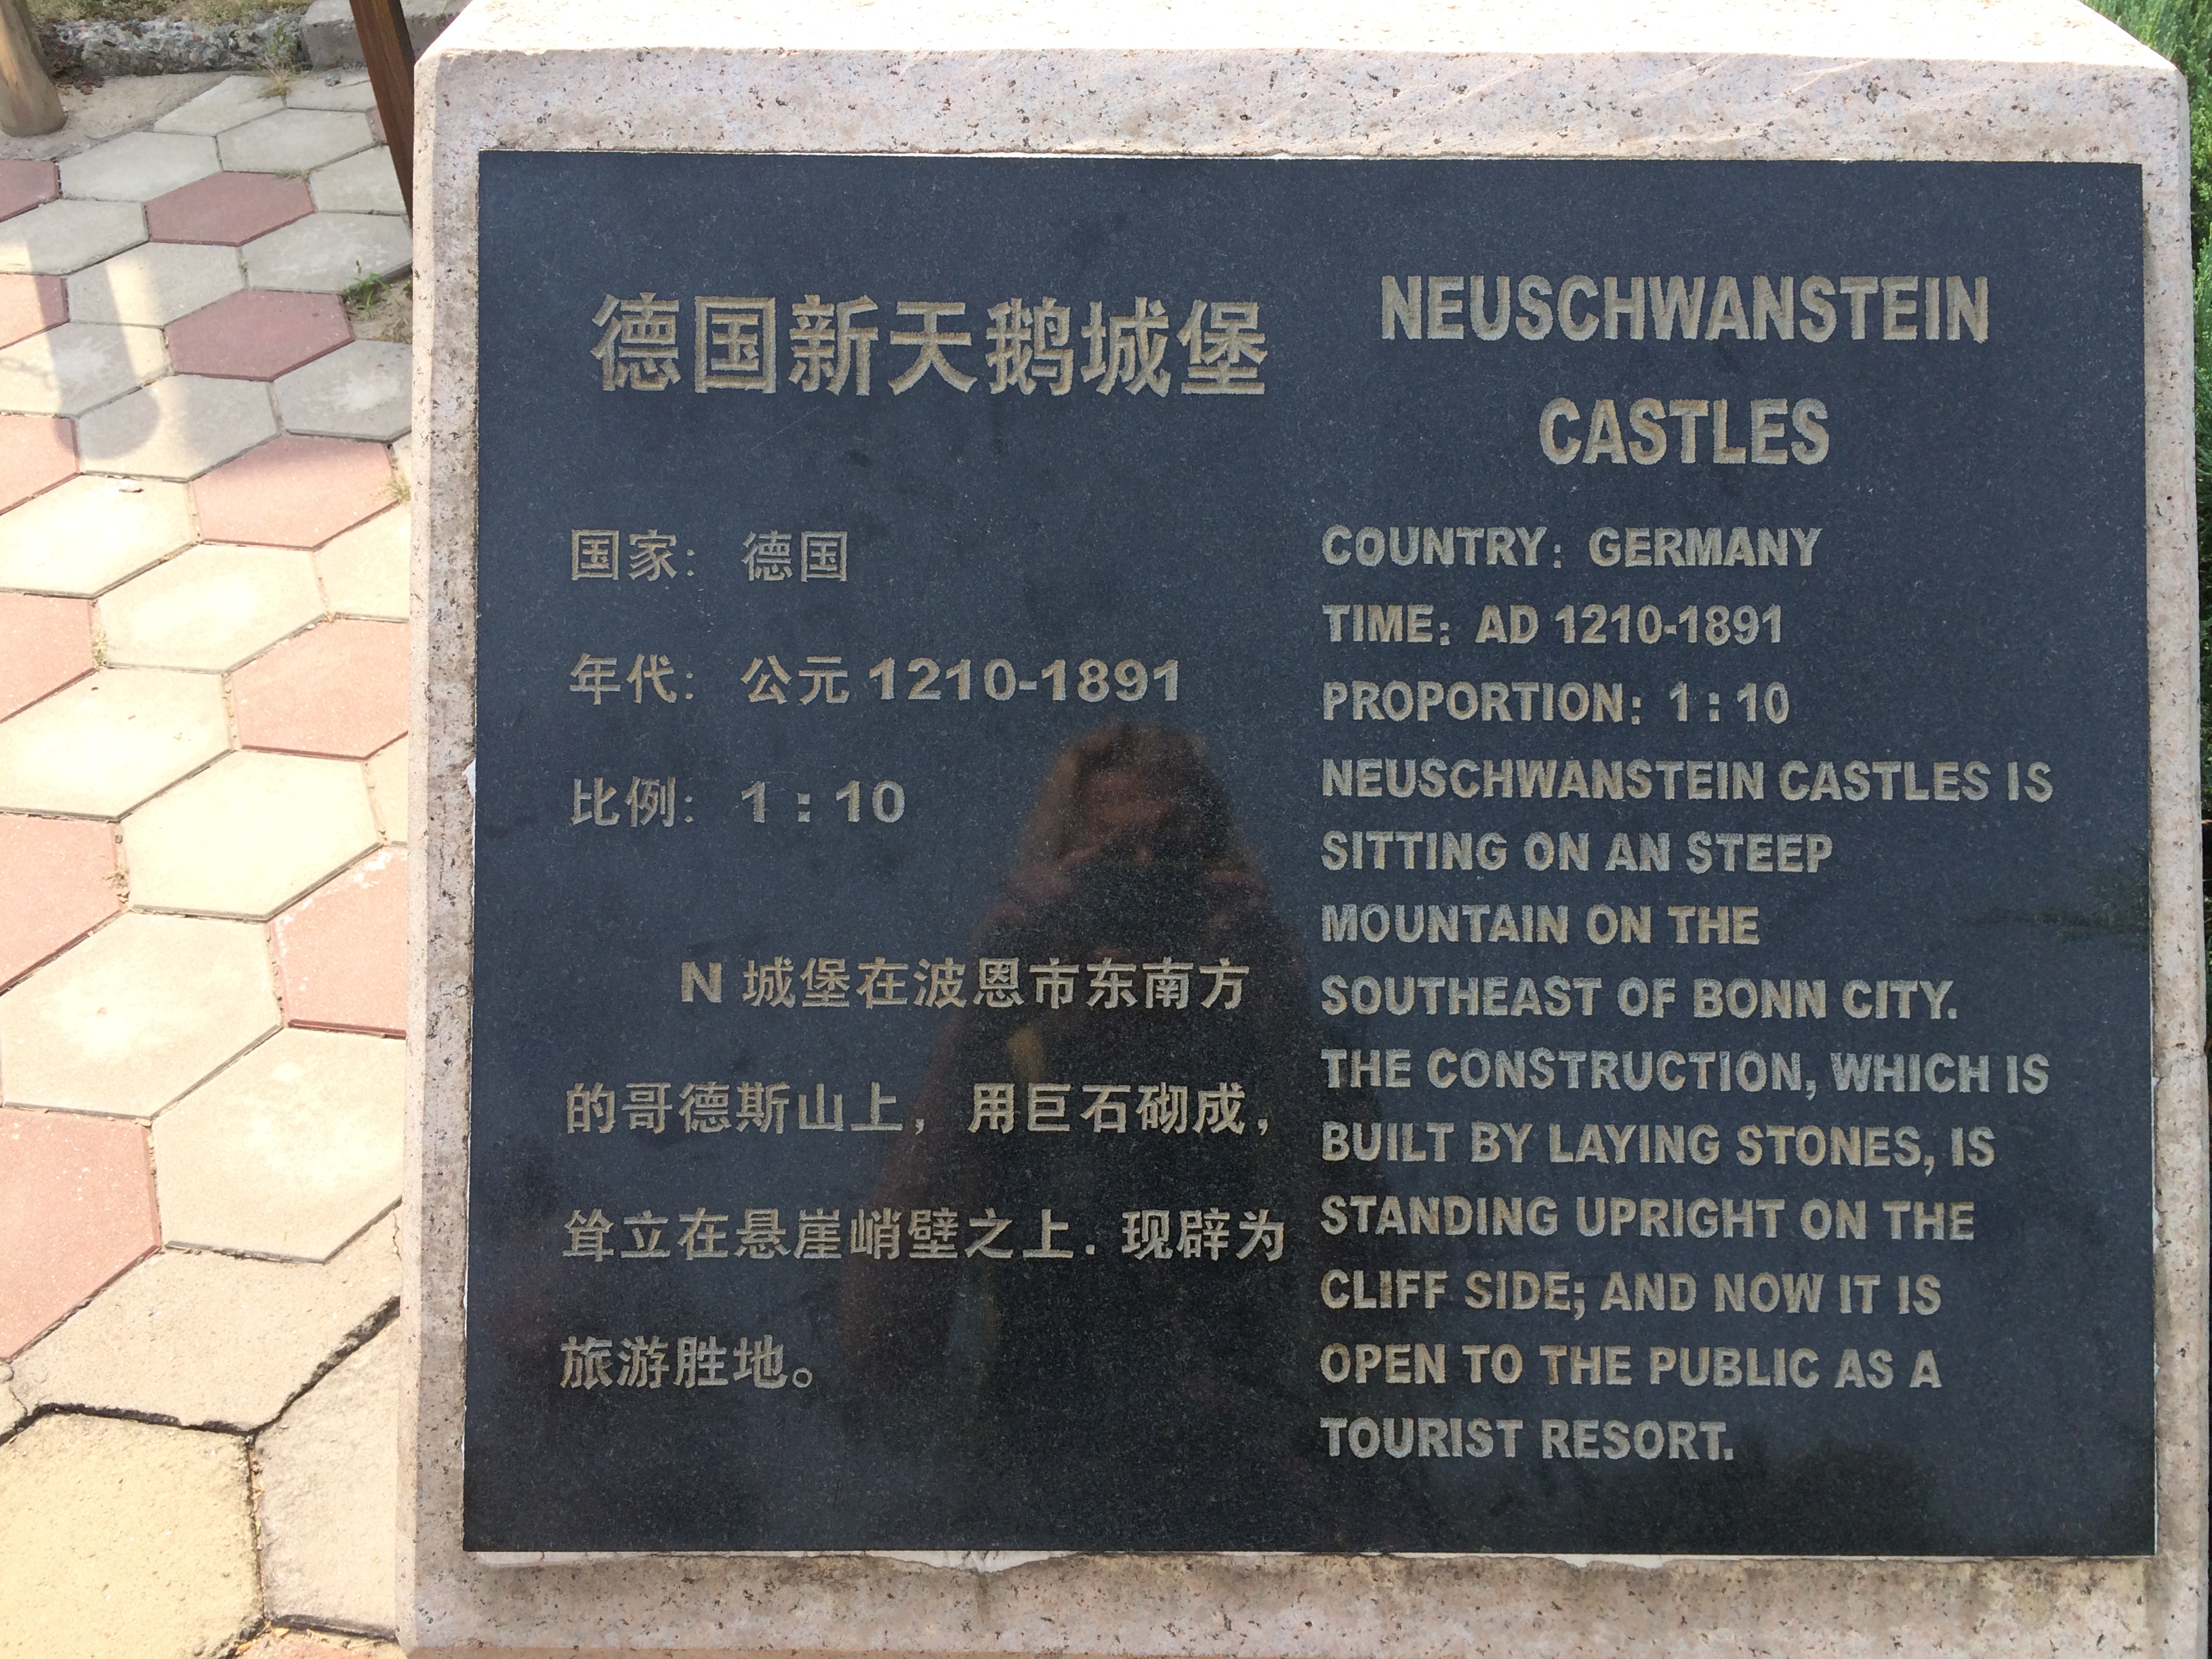 德国新天鹅城堡
国家： 德国
年代： 公元 1210-1891
比例： 1：10
N 城堡在波恩市东南方
的哥德斯山上，用巨石砌成，
耸立在悬崖峭壁之上.现辟为
旅游胜地。
NEUSCHWANSTEIN
CASTLES
COUNTRY: GERMANY
TIME: AD 1210-1891
PROPORTION: 1：10
NEUSCHWANSTEIN CASTLES IS
SITTING ON AN STEEP
MOUNTAIN ON THE
SOUTHEAST OF BONN CITY.
THE CONSTRUCTION, WHICH IS
BUILT BY LAYING STONES, IS
STANDING UPRIGHT ON THE
CLIFF SIDE; AND NOW IT IS
OPEN TO THE PUBLIC AS A
TOURIST RESORT.